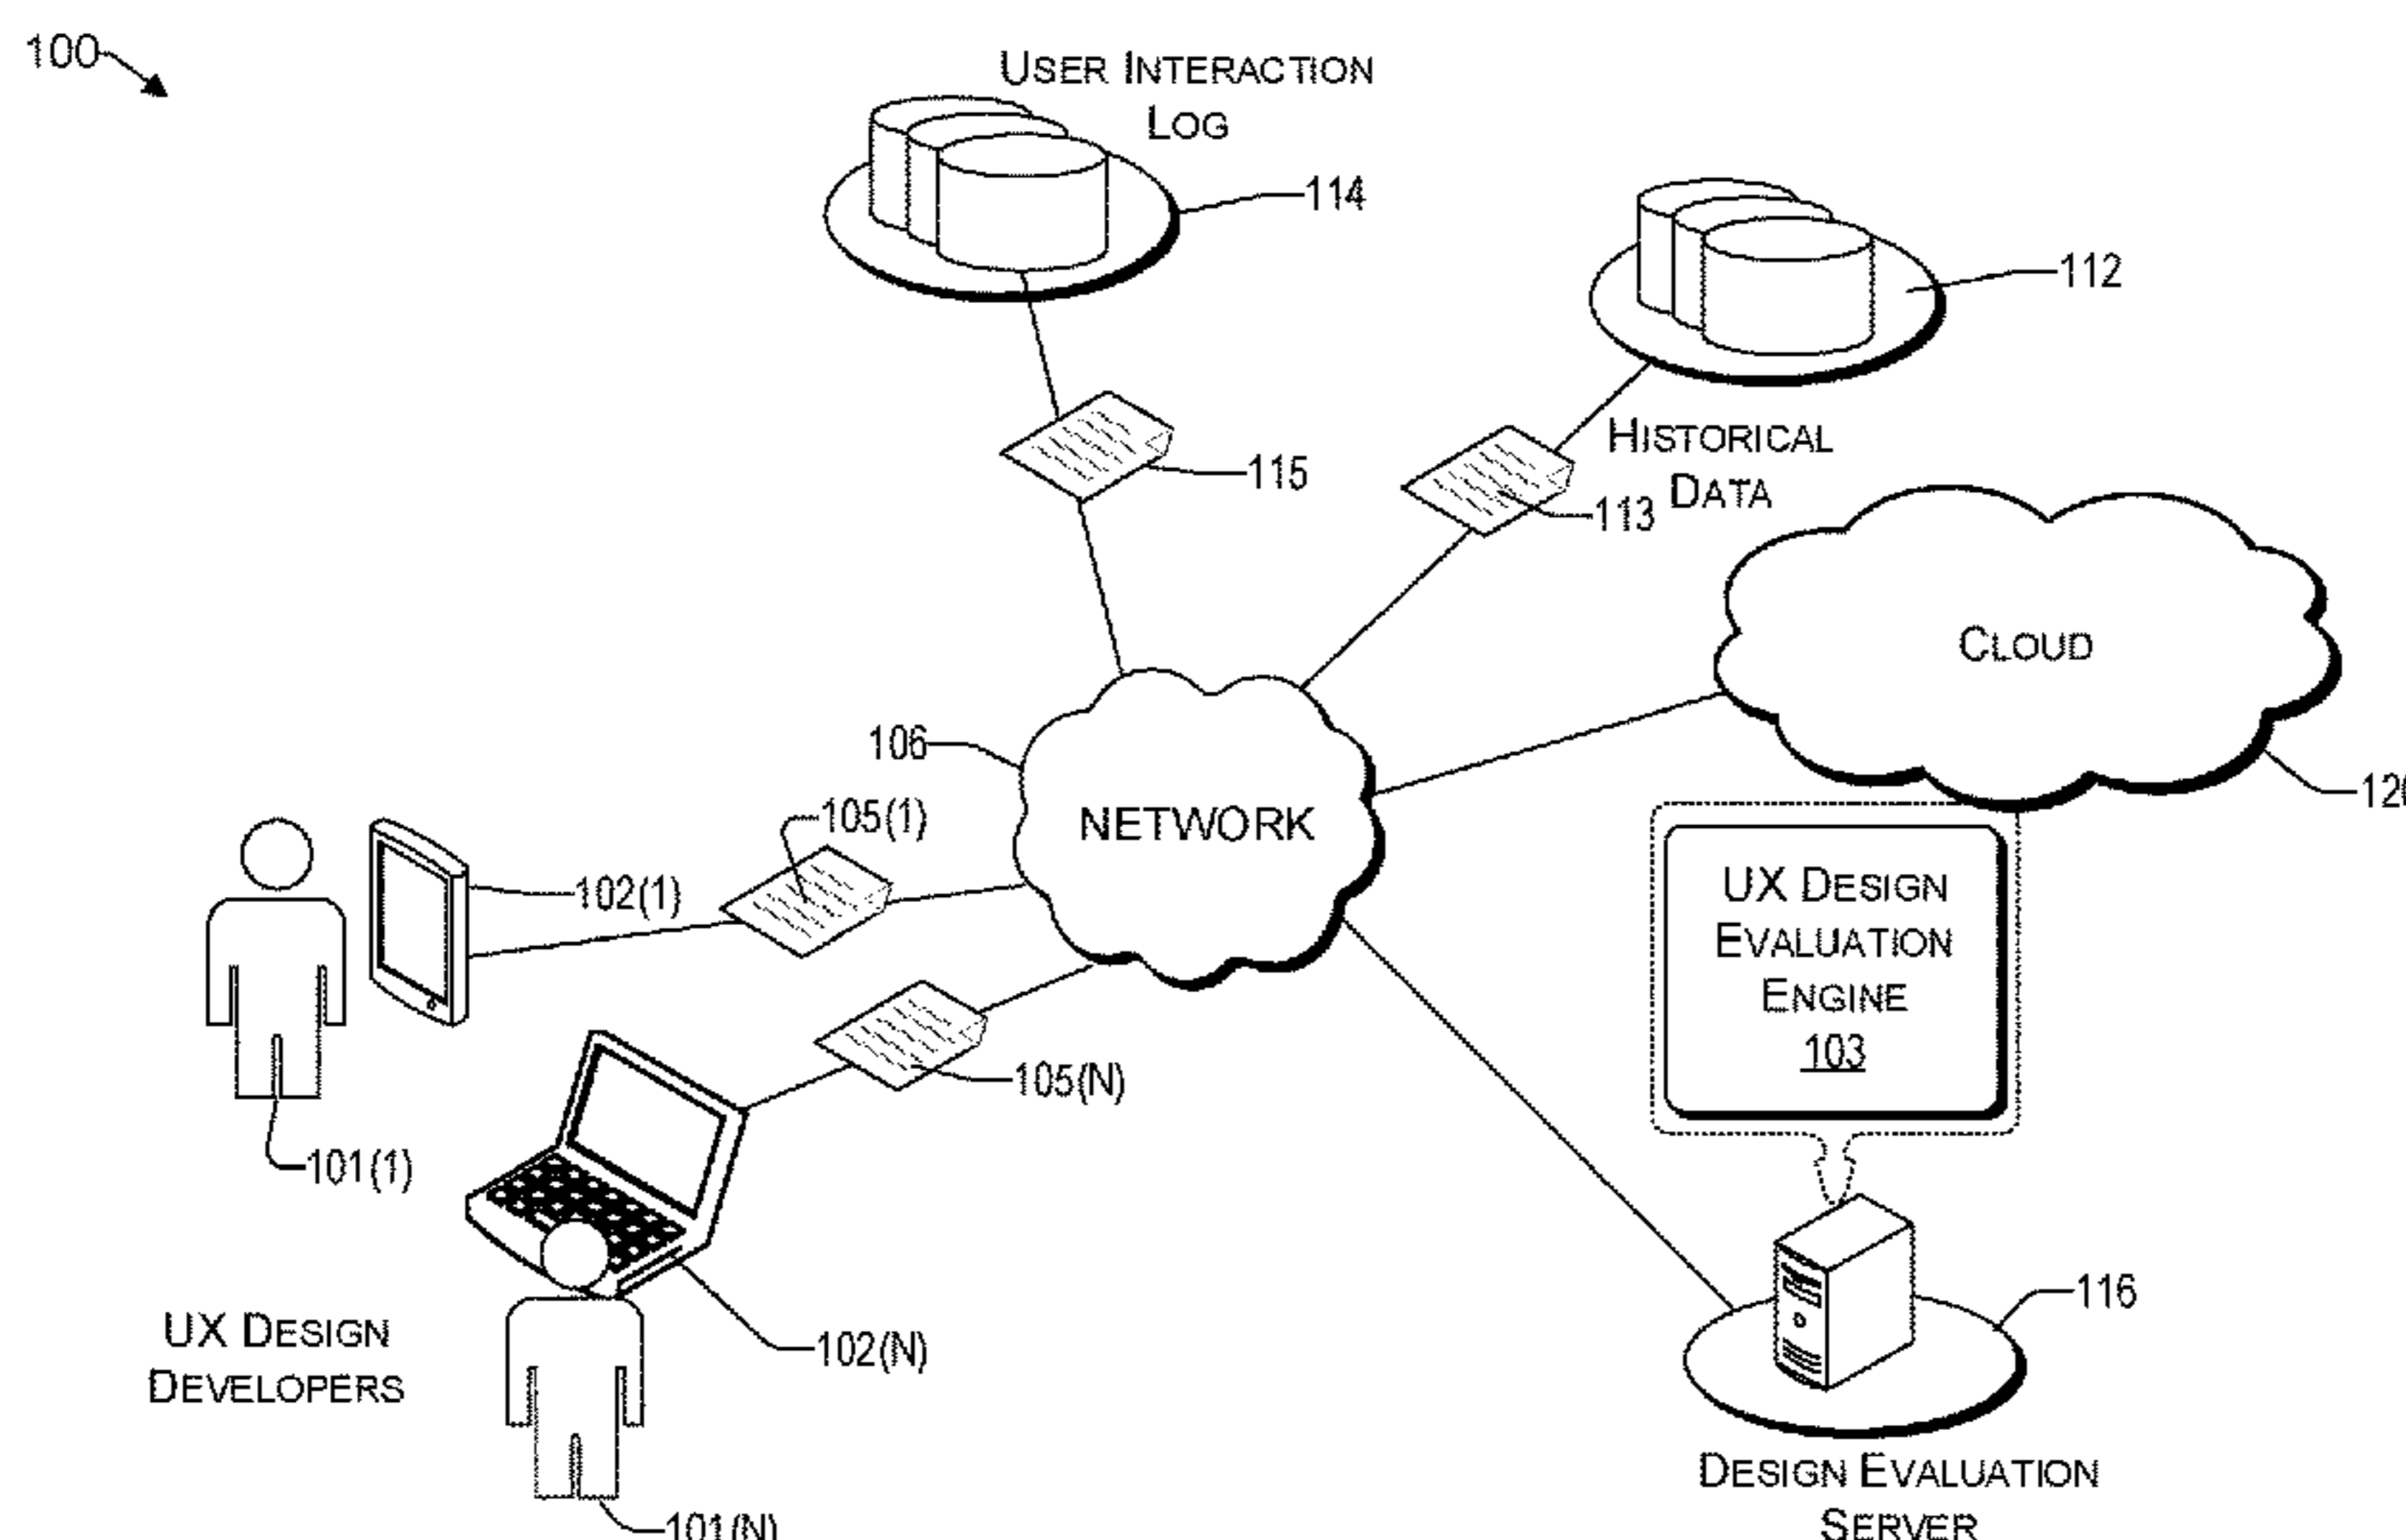 100
USER INTERACTION
LOG
114
112
115
HISTORICAL
DATA
113
CLOUD
106
NETWORK
105(1)
102(1)
UX DESIGN
EVALUATION
ENGINE
103
105(N)
101(1)
116
UX DESIGN
DEVELOPERS
102(N)
DESIGN EVALUATION
SERVER
101(N)